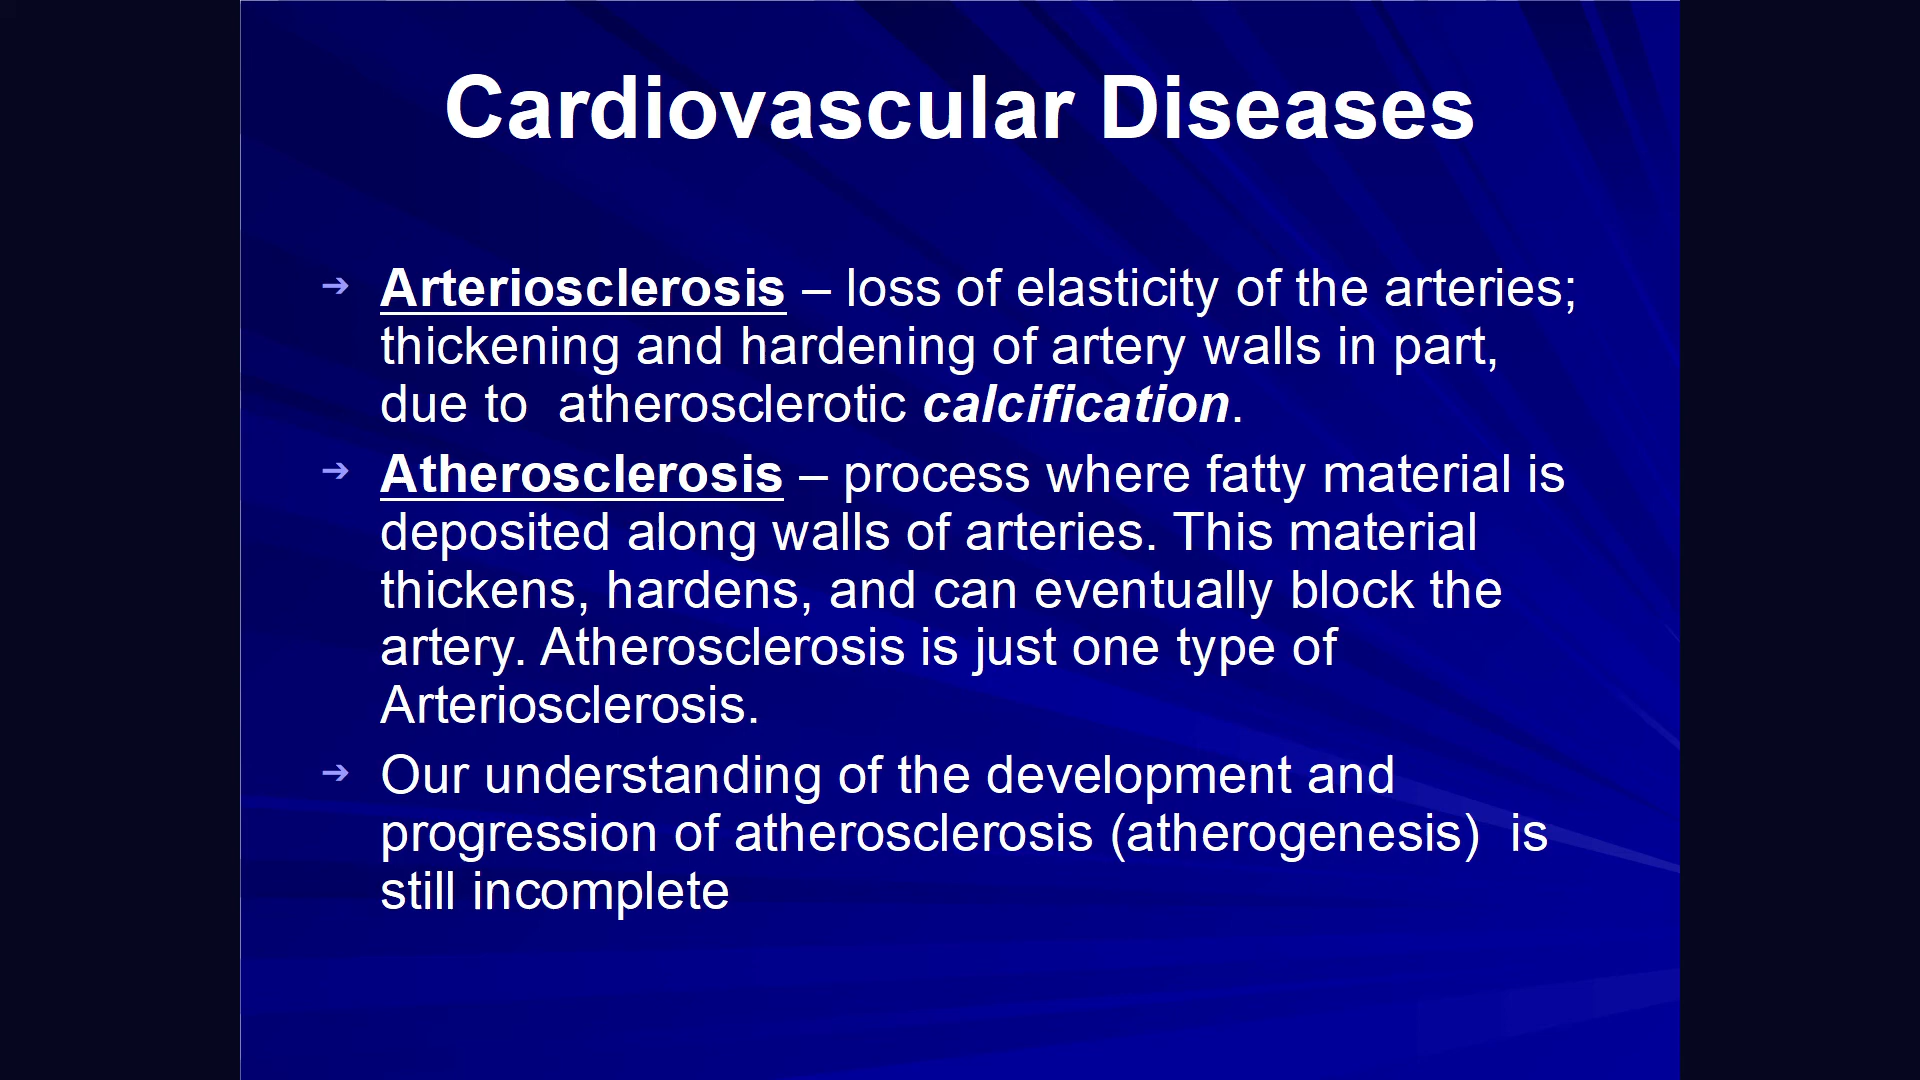 Cardiovascular Diseases
➔ Arteriosclerosis – loss of elasticity of the arteries;
thickening and hardening of artery walls in part,
due to  atherosclerotic calcification.
➔ Atherosclerosis – process where fatty material is
deposited along walls of arteries. This material
thickens, hardens, and can eventually block the
artery. Atherosclerosis is just one type of
Arteriosclerosis.
➔ Our understanding of the development and
progression of atherosclerosis (atherogenesis)  is
still incomplete